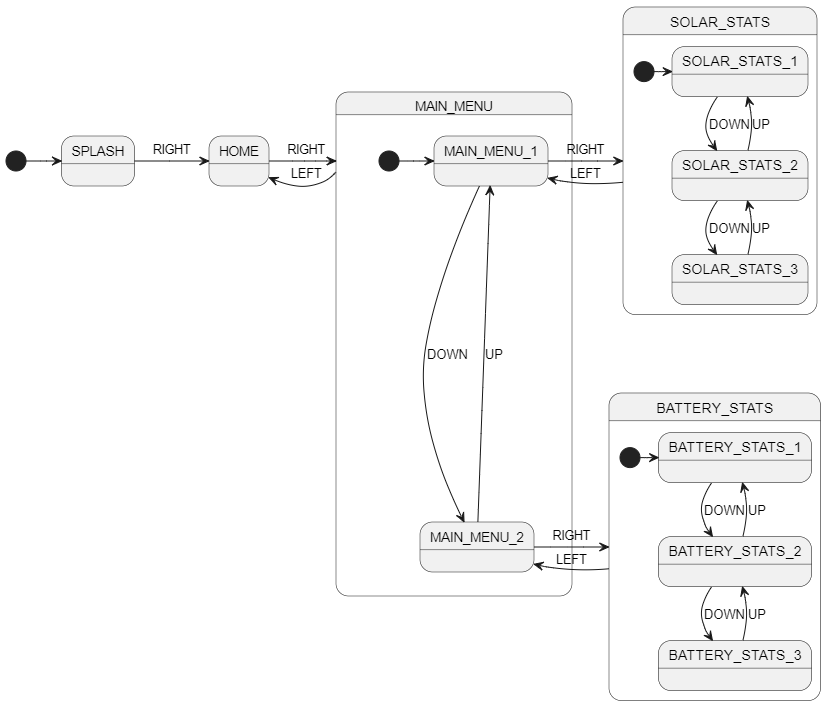 SOLAR_STATS
SOLAR_STATS_1
DOWN UP
SOLAR_STATS_2
DOWN UP
SOLAR_STATS_3
MAIN_MENU
SPLASH
RIGHT
HOME
RIGHT
LEFT
MAIN_MENU_1
RIGHT
LEFT
DOWN UP
MAIN_MENU_2
RIGHT
LEFT
BATTERY_STATS
BATTERY_STATS_1
DOWN UP
BATTERY_STATS_2
DOWN UP
BATTERY_STATS_3